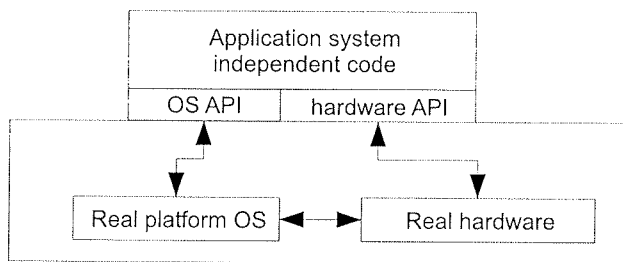 Application system
independent code
OS API
hardware API
Real platform OS
Real hardware